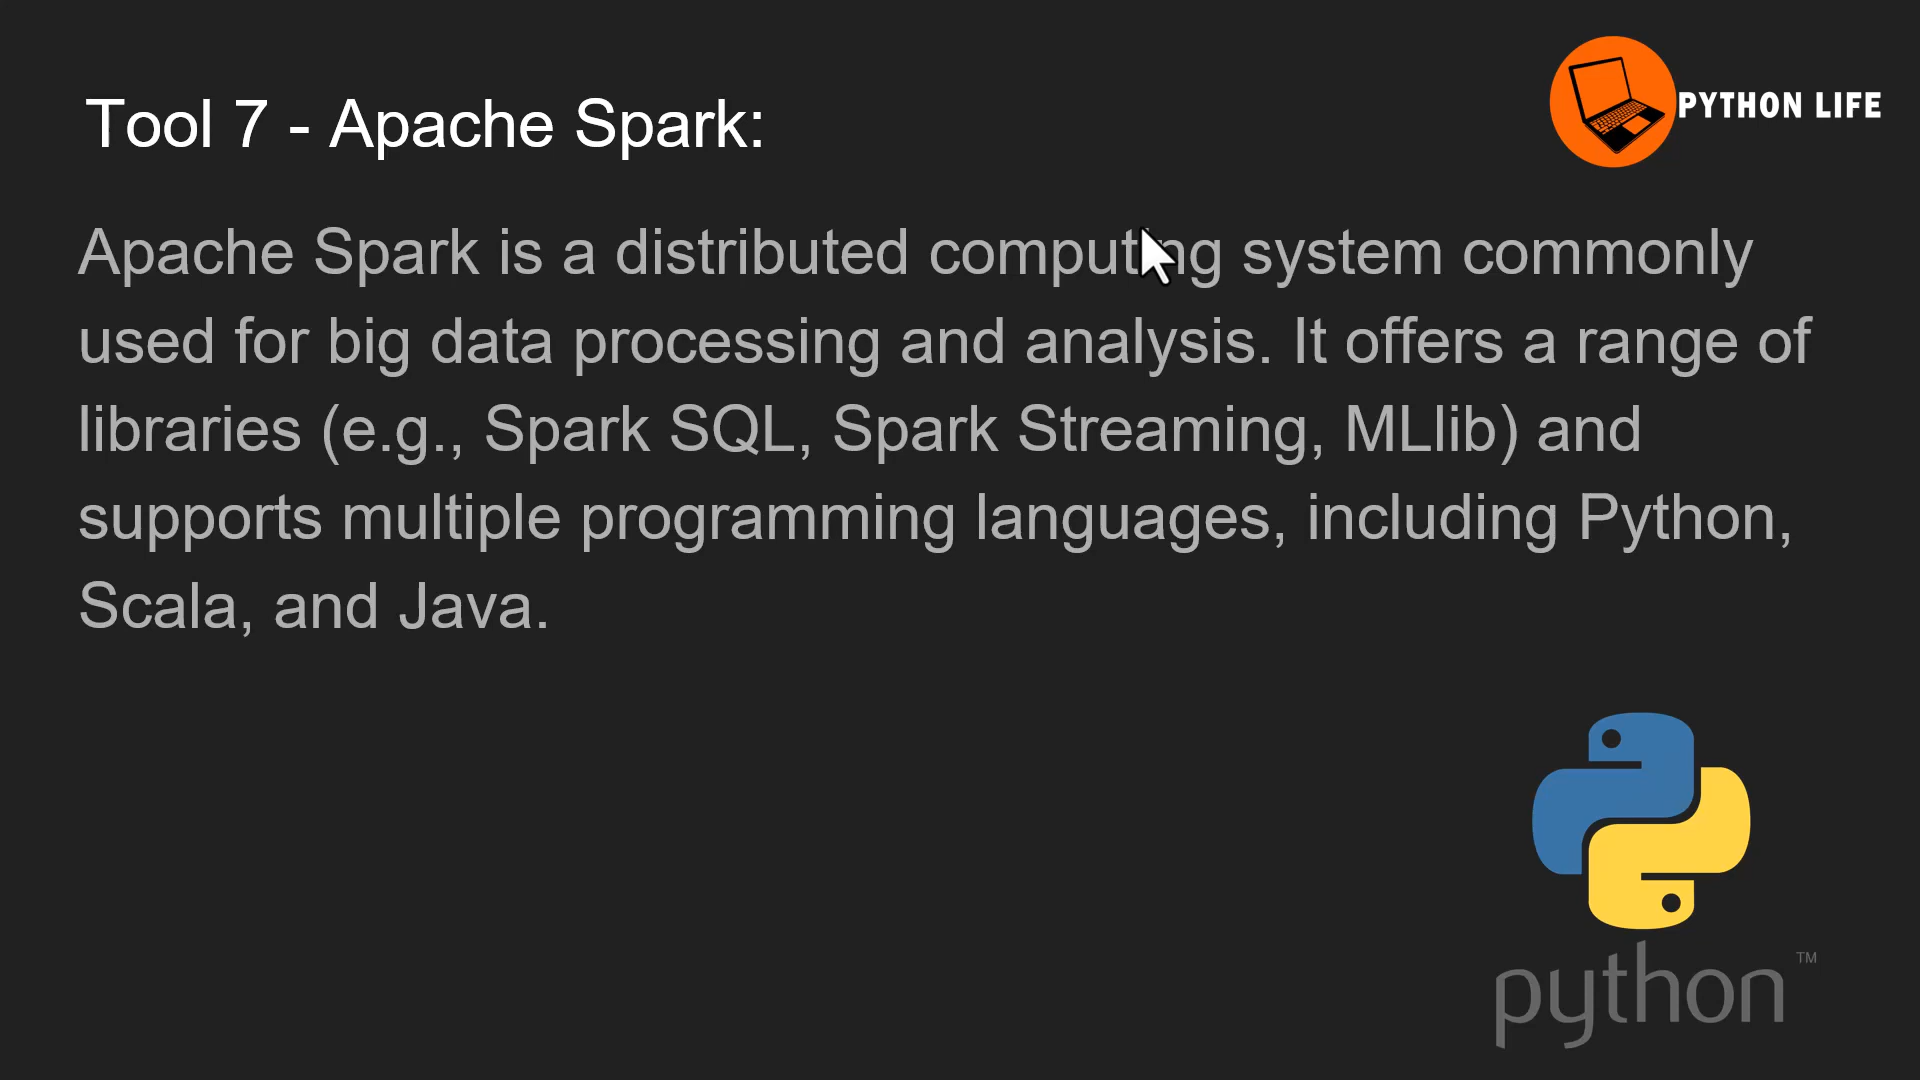 Tool 7 - Apache Spark:
PYTHON LIFE
Apache Spark is a distributed computing system commonly
used for big data processing and analysis. It offers a range of
libraries (e.g., Spark SQL, Spark Streaming, MLlib) and
supports multiple programming languages, including Python,
Scala, and Java.
python™